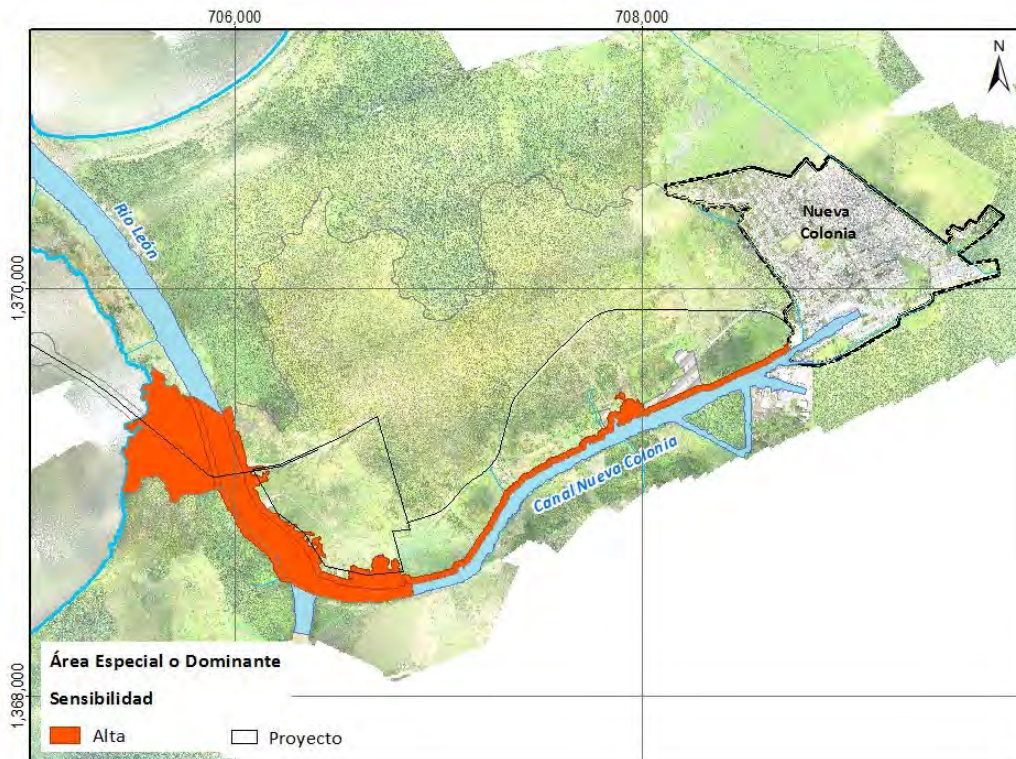 706,000
708,000
N
Río León
Nueva
Colonia
1,370,000
Canal Nueva Colonia
1,368,000
Área Especial o Dominante
Sensibilidad
Alta
Proyecto